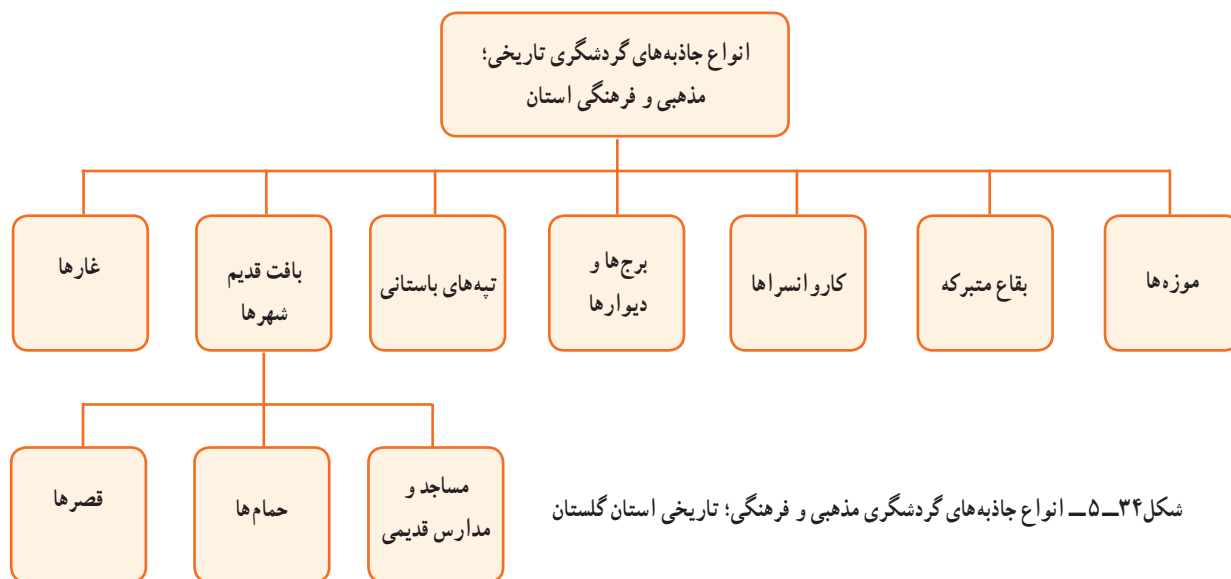 انواع جاذبه‌های گردشگری تاریخی؛
مذهبی و فرهنگی استان
موزه‌ها
بقاع متبرکه
کاروانسراها
برج‌ها و
دیوارها
تپه‌های باستانی
بافت قدیم
شهرها
غارها
مساجد و
مدارس قدیمی
حمام‌ها
قصرها
شکل۳۴ــ۵ــ انواع جاذبه‌های گردشگری مذهبی و فرهنگی؛ تاریخی استان گلستان